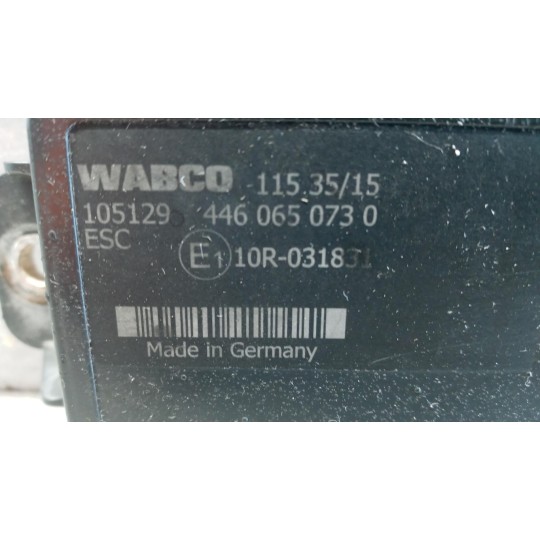 WABCO 115 35/15
105129 446 065 073 0
ESC
E1 10R-031831
Made in Germany